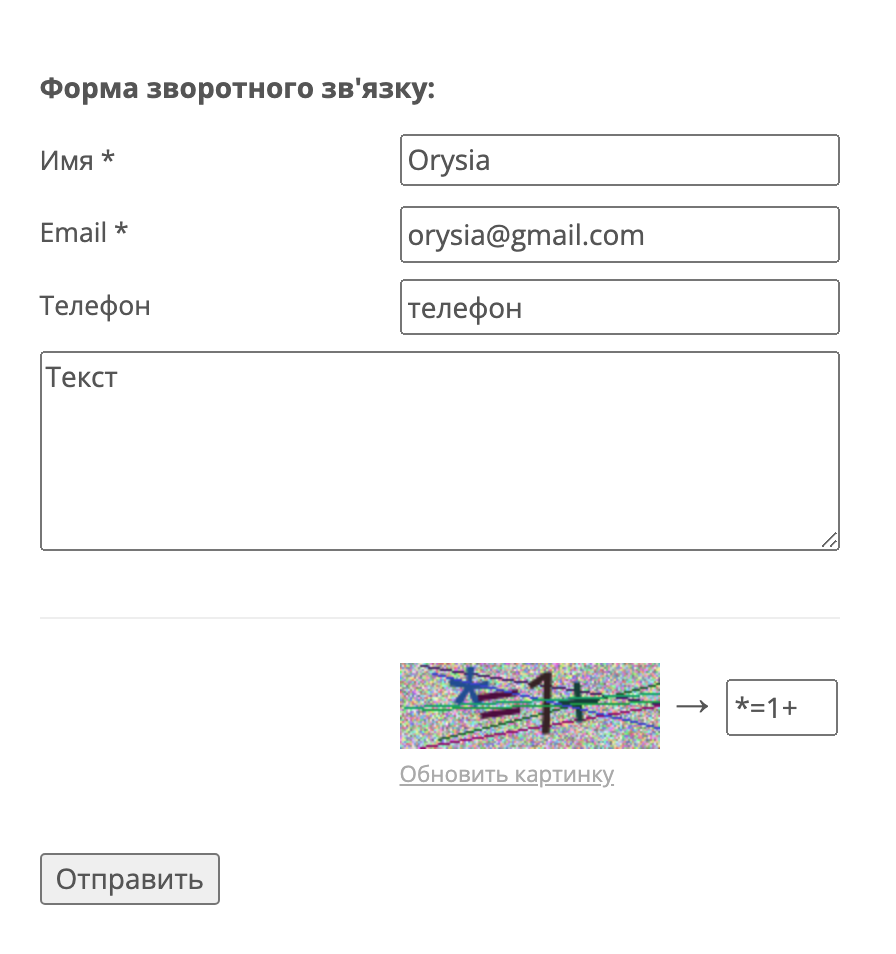 Форма зворотного зв'язку:
Имя * Orysia
Email * orysia@gmail.com
Телефон телефон
Текст
*=1+ → *=1+
Обновить картинку
Отправить